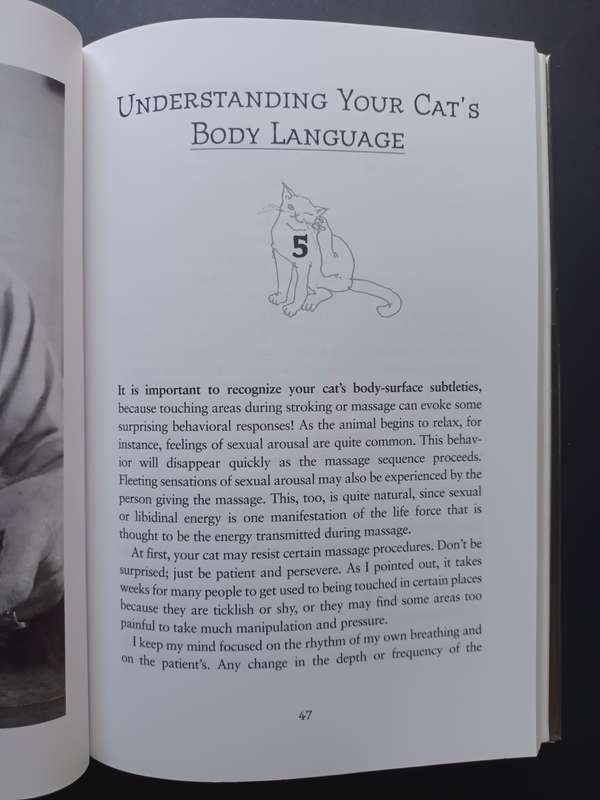 Understanding Your Cat's
Body Language
5
It is important to recognize your cat's body-surface subtleties,
because touching areas during stroking or massage can evoke some
surprising behavioral responses! As the animal begins to relax, for
instance, feelings of sexual arousal are quite common. This behav-
ior will disappear quickly as the massage sequence proceeds.
Fleeting sensations of sexual arousal may also be experienced by the
person giving the massage. This, too, is quite natural, since sexual
or libidinal energy is one manifestation of the life force that is
thought to be the energy transmitted during massage.
At first, your cat may resist certain massage procedures. Don't be
surprised; just be patient and persevere. As I pointed out, it takes
weeks for many people to get used to being touched in certain places
because they are ticklish or shy, or they may find some areas too
painful to take much manipulation and pressure.
I keep my mind focused on the rhythm of my own breathing and
on the patient's. Any change in the depth or frequency of the
47